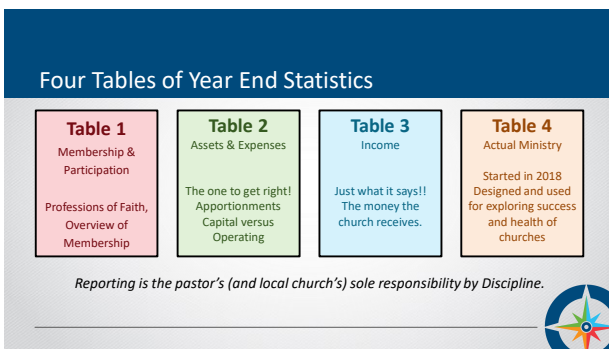 Four Tables of Year End Statistics
Table 1
Membership &
Participation
Professions of Faith,
Overview of
Membership
Table 2
Assets & Expenses
The one to get right!
Apportionments
Capital versus
Operating
Table 3
Income
Just what it says!!
The money the
church receives.
Table 4
Actual Ministry
Started in 2018
Designed and used
for exploring success
and health of
churches
Reporting is the pastor's (and local church's) sole responsibility by Discipline.